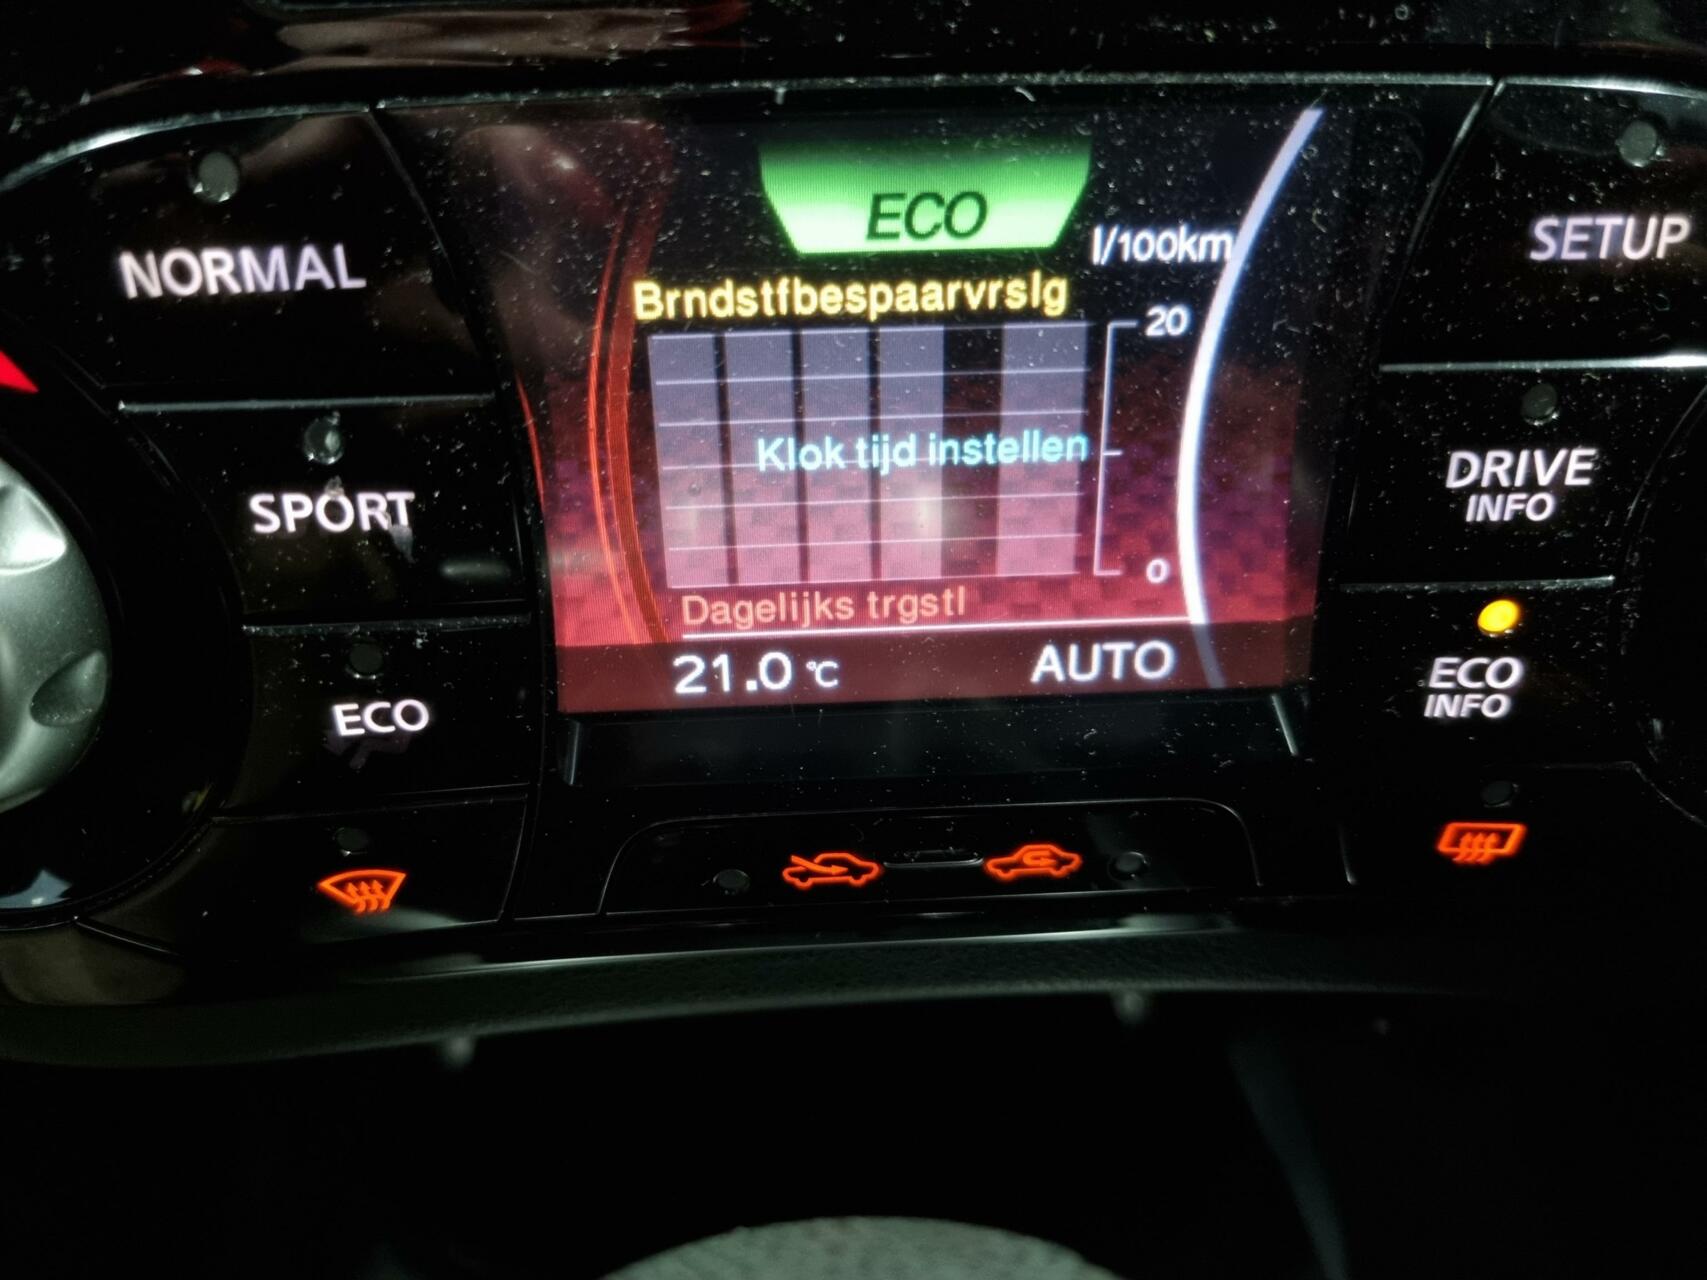 ECO
l/100km
NORMAL
SETUP
Brndstfbespaarvrslg
20
Klok tijd instellen
DRIVE
INFO
SPORT
0
Dagelijks trgstl
21.0 °C
AUTO
ECO
INFO
ECO